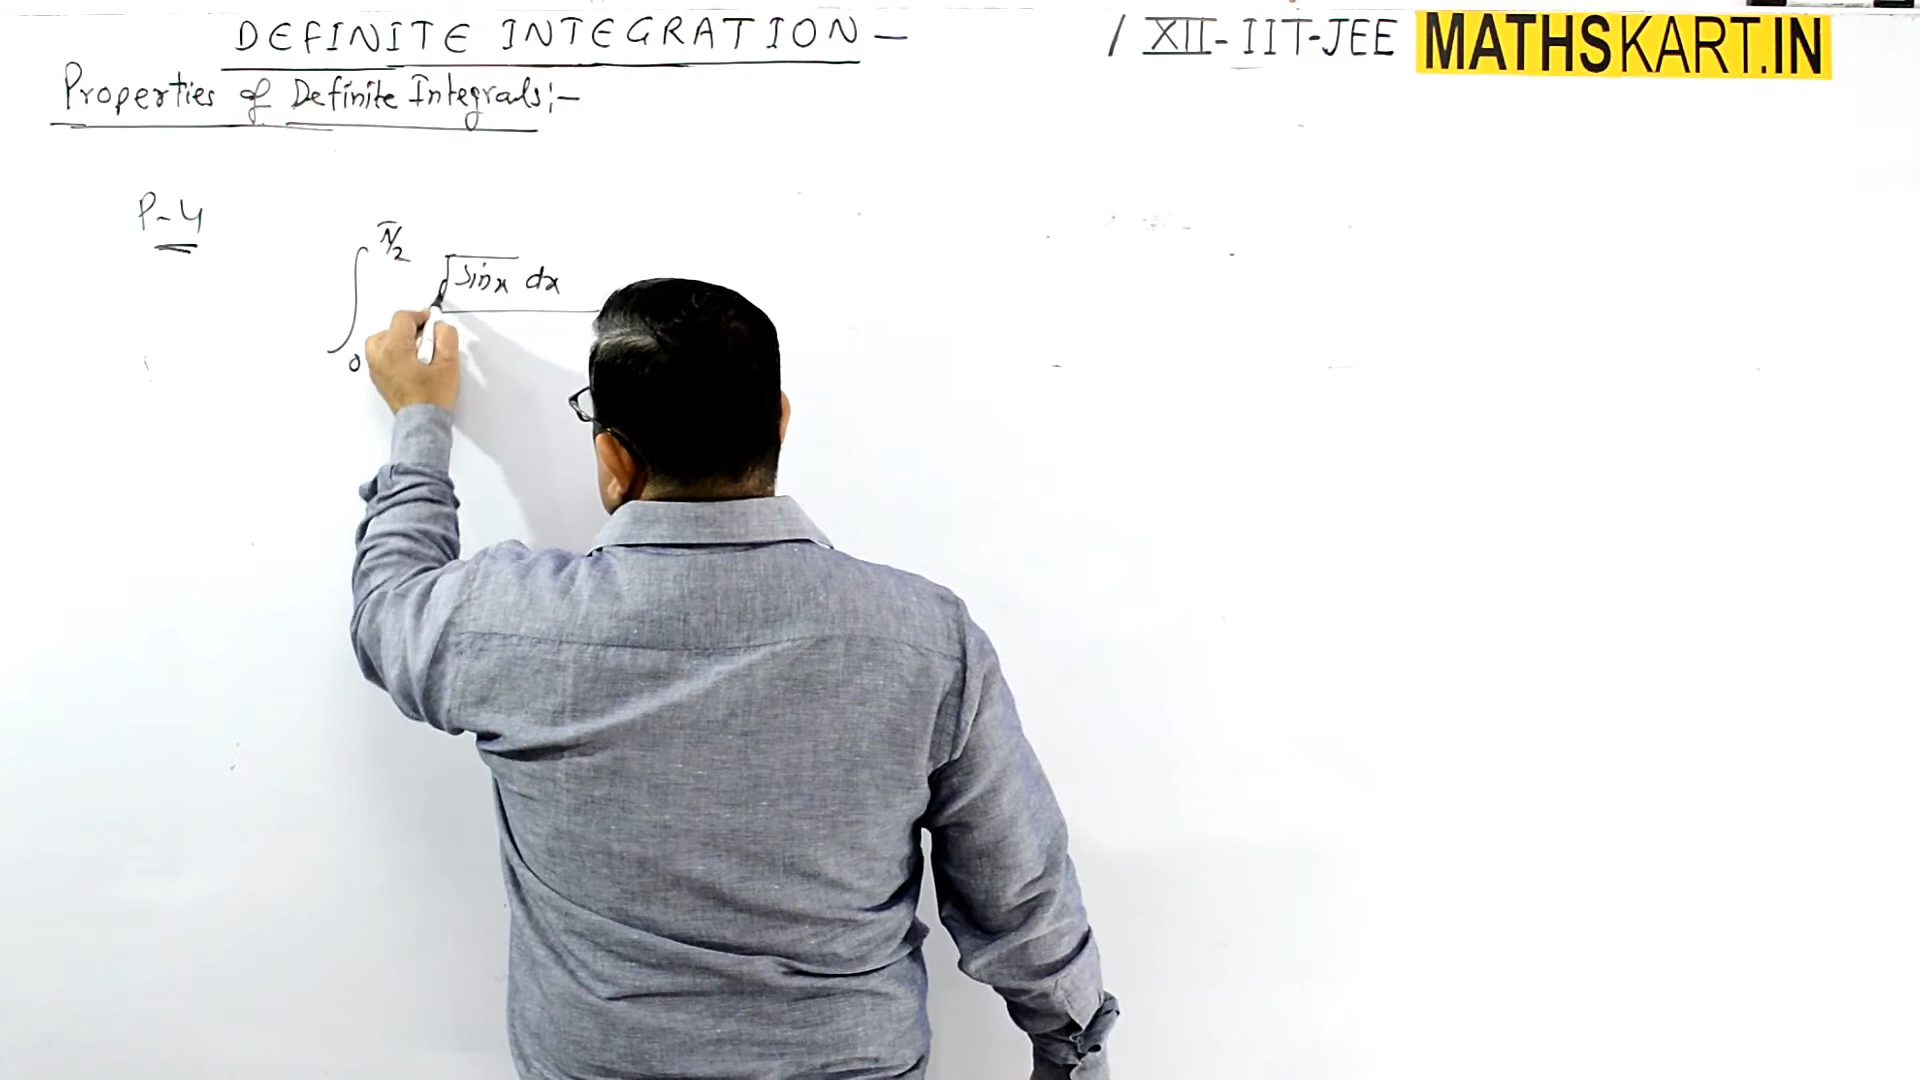 DEFINITE INTEGRATION — / XII - IIT-JEE MATHSKART.IN
Properties of Definite Integrals:-
P-4
∫₀^(π/2) √sinx dx